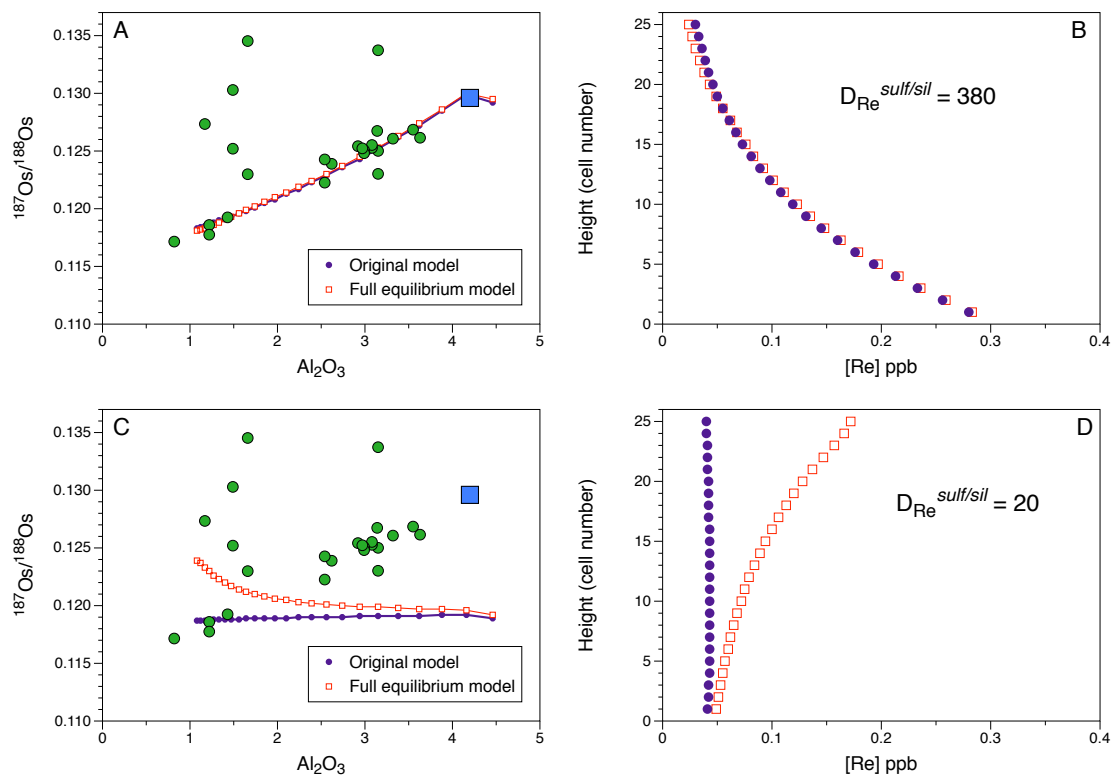 A
0.135
0.130
0.125
0.120
0.115
0.110
187Os/188Os
0 1 2 3 4 5
Al2O3
Original model
Full equilibrium model
B
25
20
15
10
5
0
Height (cell number)
DRe sulf/sil = 380
0 0.1 0.2 0.3 0.4
[Re] ppb
C
0.135
0.130
0.125
0.120
0.115
0.110
187Os/188Os
0 1 2 3 4 5
Al2O3
Original model
Full equilibrium model
D
25
20
15
10
5
0
Height (cell number)
DRe sulf/sil = 20
0 0.1 0.2 0.3 0.4
[Re] ppb